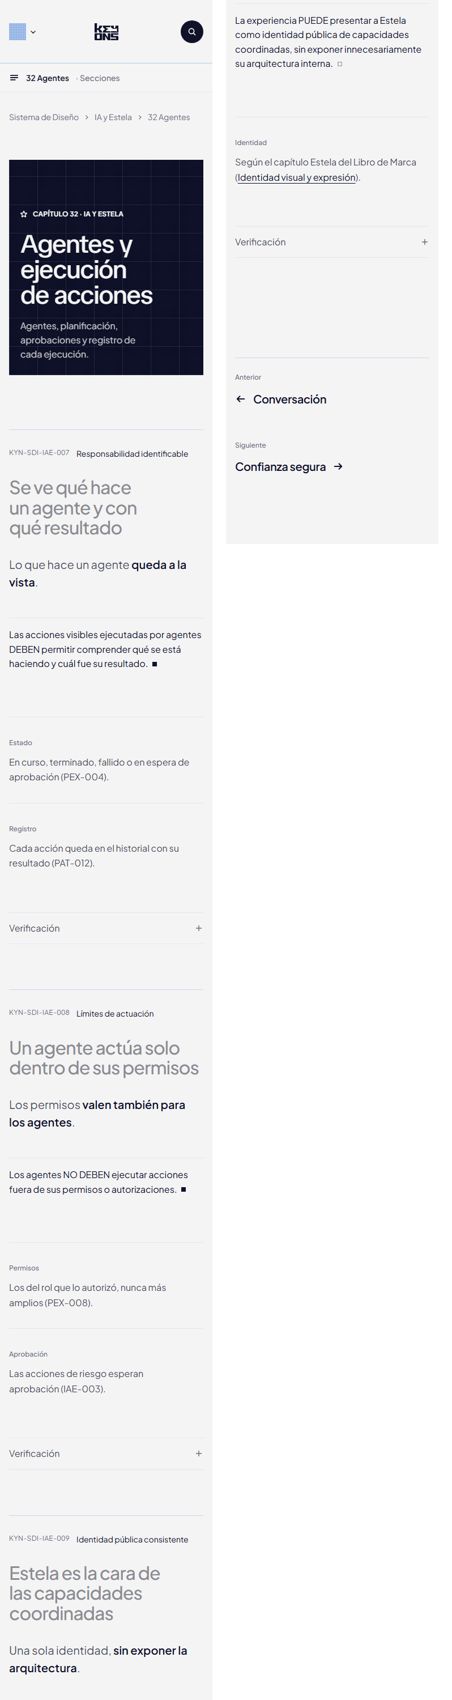 KEY
ONS
32 Agentes · Secciones
Sistema de Diseño > IA y Estela > 32 Agentes
CAPÍTULO 32 · IA Y ESTELA
Agentes y
ejecución
de acciones
Agentes, planificación,
aprobaciones y registro de
cada ejecución.
KYN-SDI-IAE-007 Responsabilidad identificable
Se ve qué hace
un agente y con
qué resultado
Lo que hace un agente queda a la
vista.
Las acciones visibles ejecutadas por agentes
DEBEN permitir comprender qué se está
haciendo y cuál fue su resultado.
Estado
En curso, terminado, fallido o en espera de
aprobación (PEX-004).
Registro
Cada acción queda en el historial con su
resultado (PAT-012).
Verificación +
KYN-SDI-IAE-008 Límites de actuación
Un agente actúa solo
dentro de sus permisos
Los permisos valen también para
los agentes.
Los agentes NO DEBEN ejecutar acciones
fuera de sus permisos o autorizaciones.
Permisos
Los del rol que lo autorizó, nunca más
amplios (PEX-008).
Aprobación
Las acciones de riesgo esperan
aprobación (IAE-003).
Verificación +
KYN-SDI-IAE-009 Identidad pública consistente
Estela es la cara de
las capacidades
coordinadas
Una sola identidad, sin exponer la
arquitectura.
La experiencia PUEDE presentar a Estela
como identidad pública de capacidades
coordinadas, sin exponer innecesariamente
su arquitectura interna.
Identidad
Según el capítulo Estela del Libro de Marca
(Identidad visual y expresión).
Verificación +
Anterior
← Conversación
Siguiente
Confianza segura →